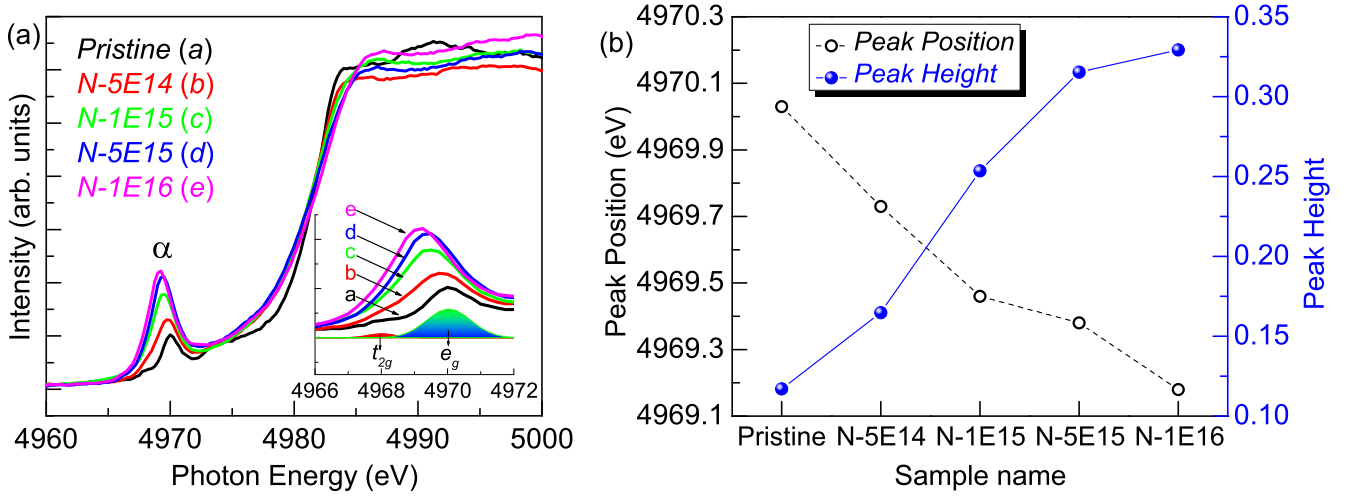 (a)
Pristine (a)
N-5E14 (b)
N-1E15 (c)
N-5E15 (d)
N-1E16 (e)
α
Intensity (arb. units)
e
d
c
b
a
t2g
eg
4966 4968 4970 4972
4960 4970 4980 4990 5000
Photon Energy (eV)
(b)
Peak Position
Peak Height
4970.3
4970.1
4969.9
4969.7
4969.5
4969.3
4969.1
Peak Position (eV)
0.35
0.30
0.25
0.20
0.15
0.10
Peak Height
Pristine N-5E14 N-1E15 N-5E15 N-1E16
Sample name